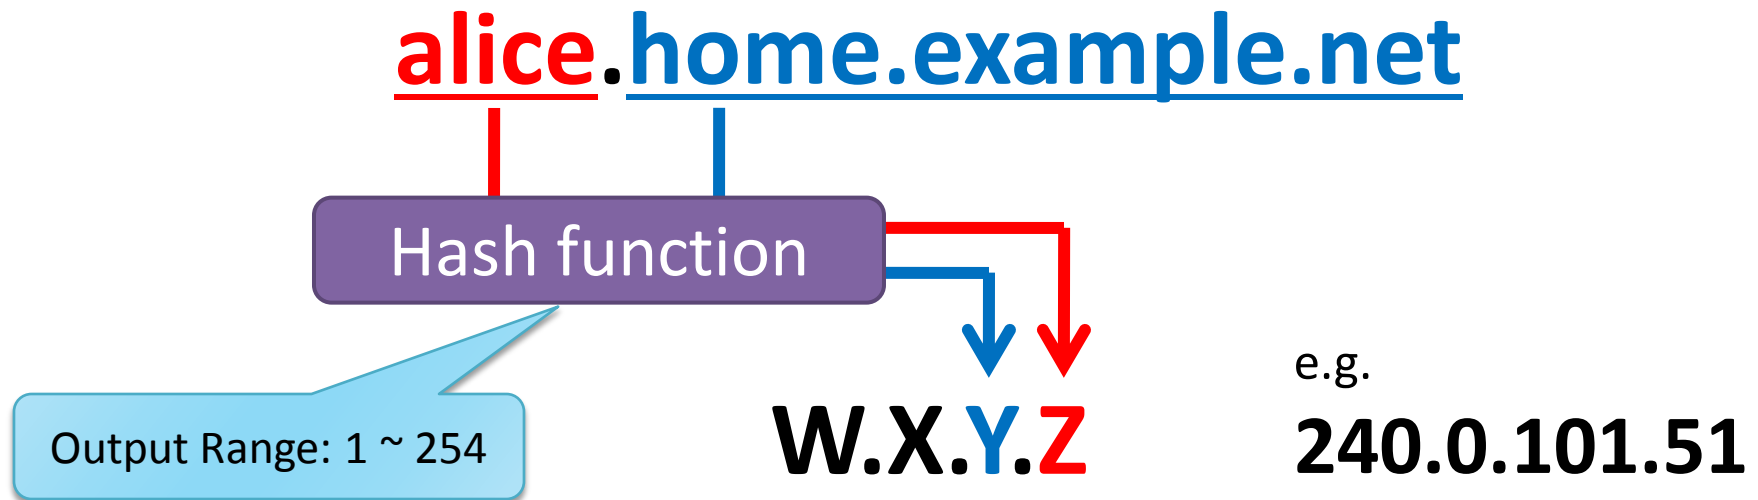 alice.home.example.net
Hash function
Output Range: 1 ~ 254
W.X.Y.Z
e.g.
240.0.101.51